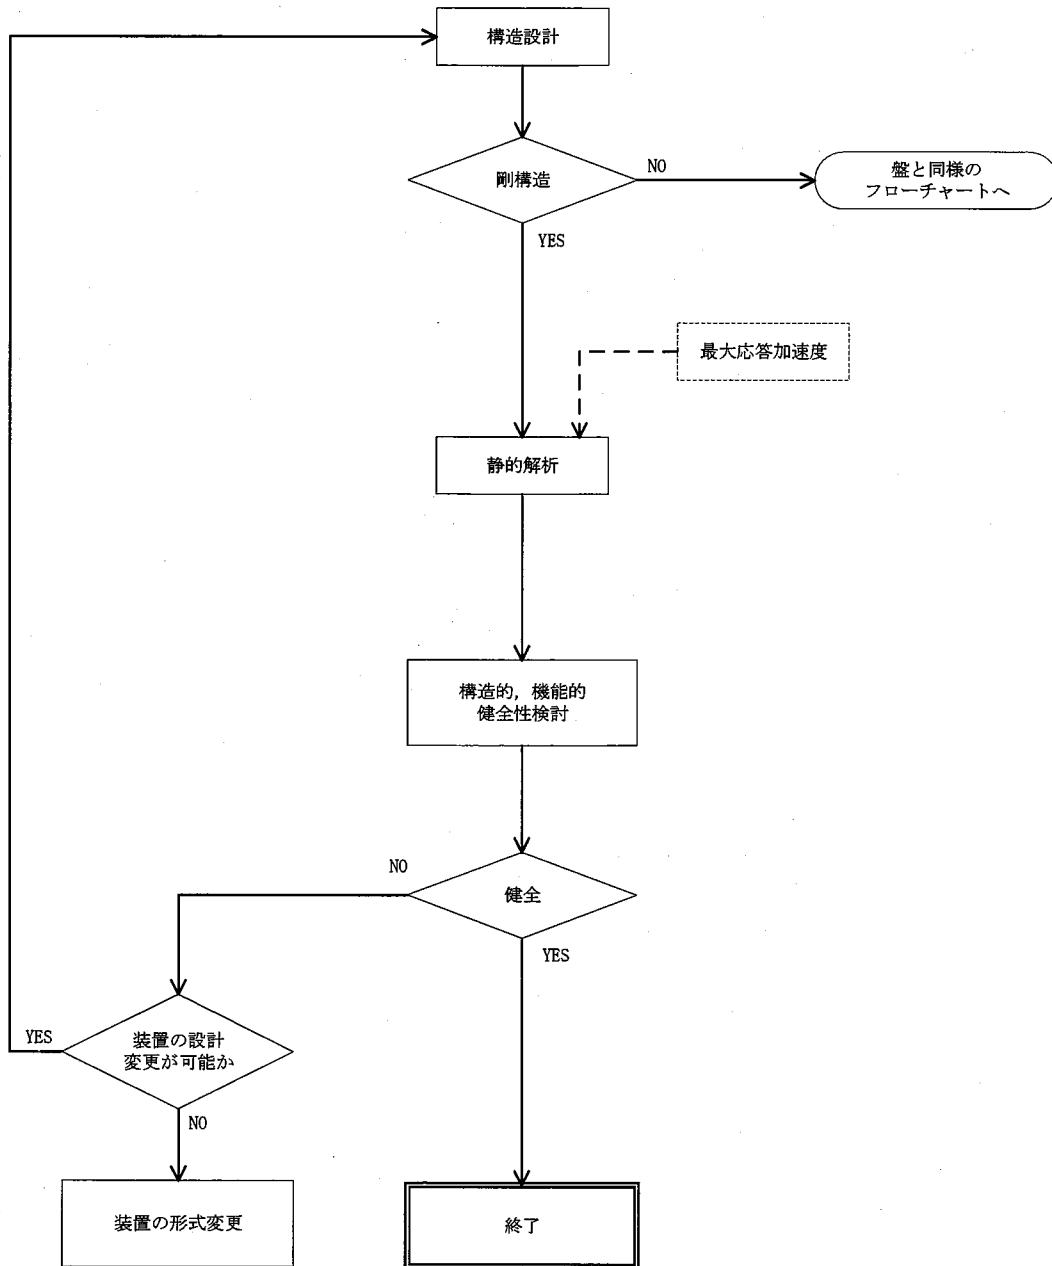 構造設計
剛構造
NO
盤と同様の
フローチャートへ
YES
最大応答加速度
静的解析
構造的，機能的
健全性検討
NO
健全
YES
YES
装置の設計
変更が可能か
NO
装置の形式変更
終了